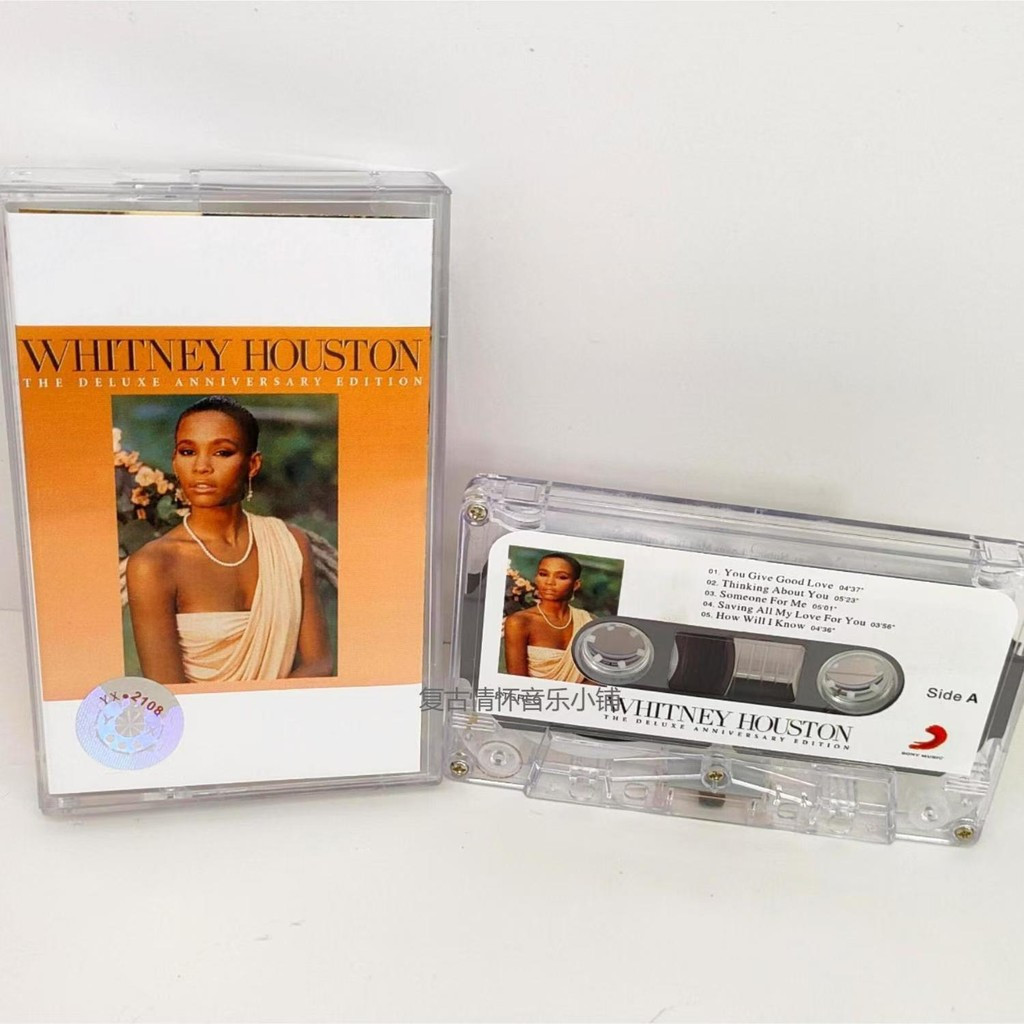 WHITNEY HOUSTON
THE DELUXE ANNIVERSARY EDITION
YX•2108
01. You Give Good Love 04'37"
02. Thinking About You 05'23"
03. Someone For Me 05'01"
04. Saving All My Love For You 03'56"
05. How Will I Know 04'36"
Side A
复古情怀音乐小铺
WHITNEY HOUSTON
THE DELUXE ANNIVERSARY EDITION
SONY MUSIC